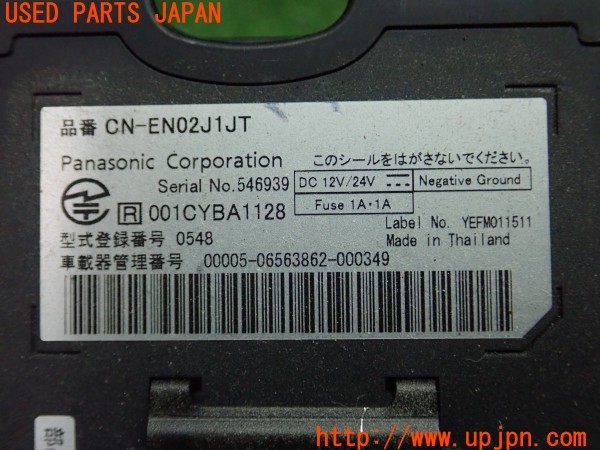 USED PARTS JAPAN
品番 CN-EN02J1JT
Panasonic Corporation
このシールをはがさないでください。
Serial No.546939
DC 12V/24V
Negative Ground
Fuse 1A・1A
R 001CYBA1128
Label No. YEFM011511
型式登録番号 0548
Made in Thailand
車載器管理番号 00005-06563862-000349
部
http://www.upjpn.com/